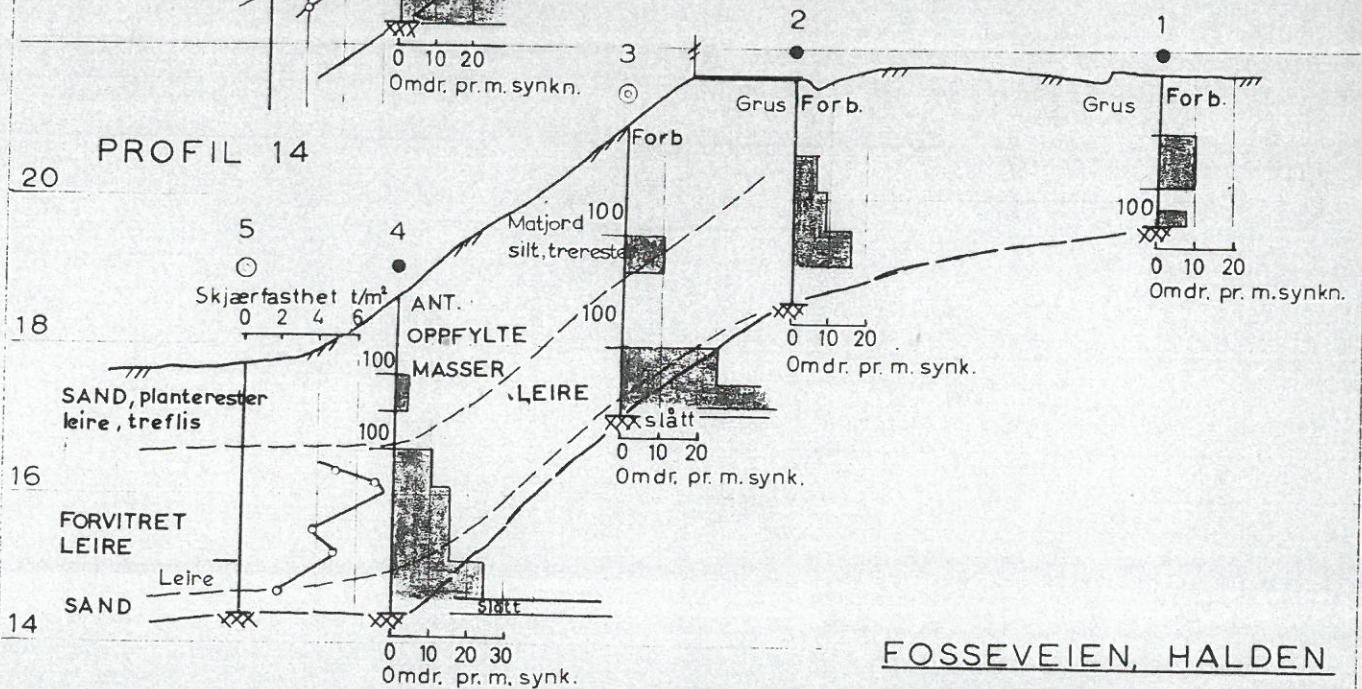 0 10 20
Omdr. pr. m. synkn.
3
2
1
PROFIL 14
Grus
Forb.
Grus
Forb.
Forb
20
5
4
100
Matjord
silt, trerester
100
0 10 20
Omdr. pr. m. synkn.
Skjærfasthet t/m²
0 2 4 6
ANT.
OPPFYLTE
MASSER
18
100
100
0 10 20
Omdr. pr. m. synk.
SAND, planterester
leire, treflis
LEIRE
100
slått
0 10 20
Omdr. pr. m. synk.
16
FORVITRET
LEIRE
Leire
SAND
slått
14
0 10 20 30
Omdr. pr. m. synk.
FOSSEVEIEN, HALDEN